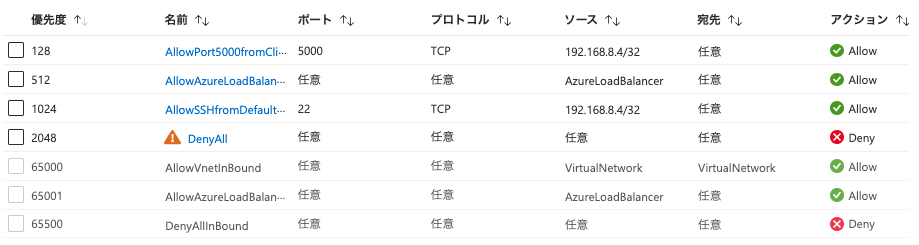 優先度 ↑↓ 名前 ↑↓ ポート ↑↓ プロトコル ↑↓ ソース ↑↓ 宛先 ↑↓ アクション ↑↓
128 AllowPort5000fromCli… 5000 TCP 192.168.8.4/32 任意 Allow
512 AllowAzureLoadBalan… 任意 任意 AzureLoadBalancer 任意 Allow
1024 AllowSSHfromDefault… 22 TCP 192.168.8.4/32 任意 Allow
2048 DenyAll 任意 任意 任意 任意 Deny
65000 AllowVnetInBound 任意 任意 VirtualNetwork VirtualNetwork Allow
65001 AllowAzureLoadBalan… 任意 任意 AzureLoadBalancer 任意 Allow
65500 DenyAllInBound 任意 任意 任意 任意 Deny